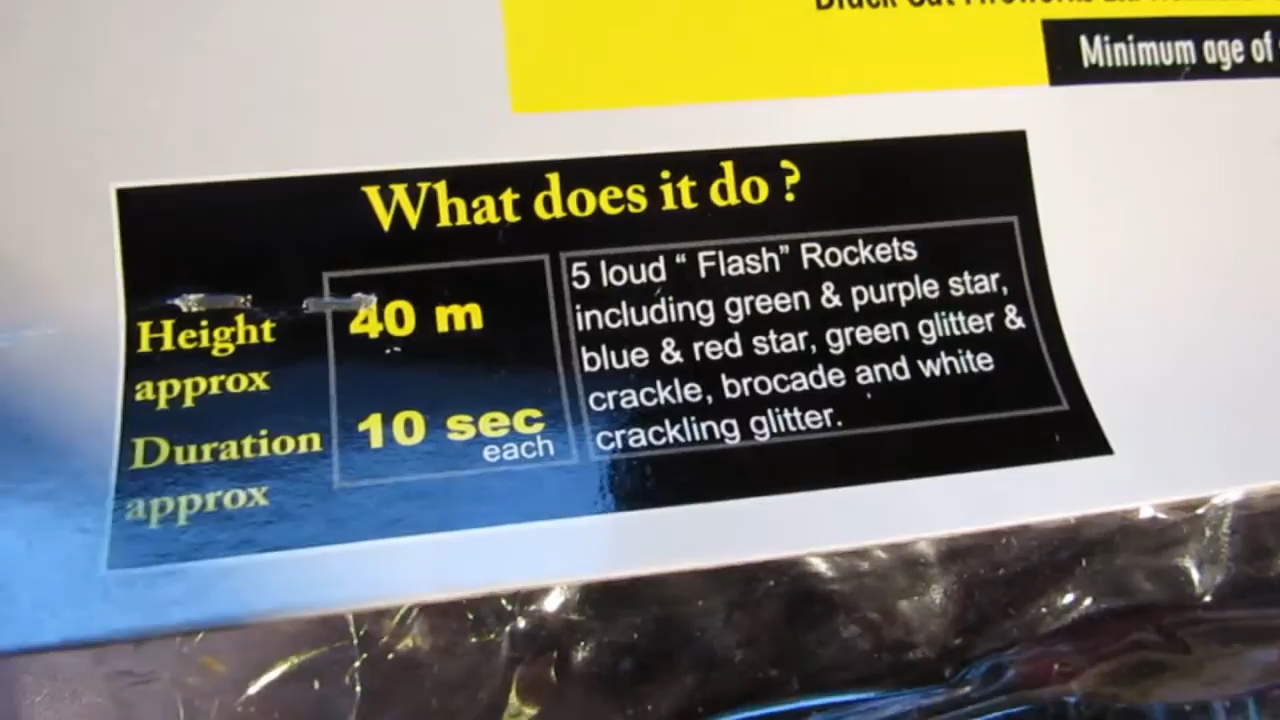 Minimum age of
What does it do ?
Height
approx
40 m
Duration
approx
10 sec
each
5 loud “ Flash” Rockets
including green & purple star,
blue & red star, green glitter &
crackle, brocade and white
crackling glitter.